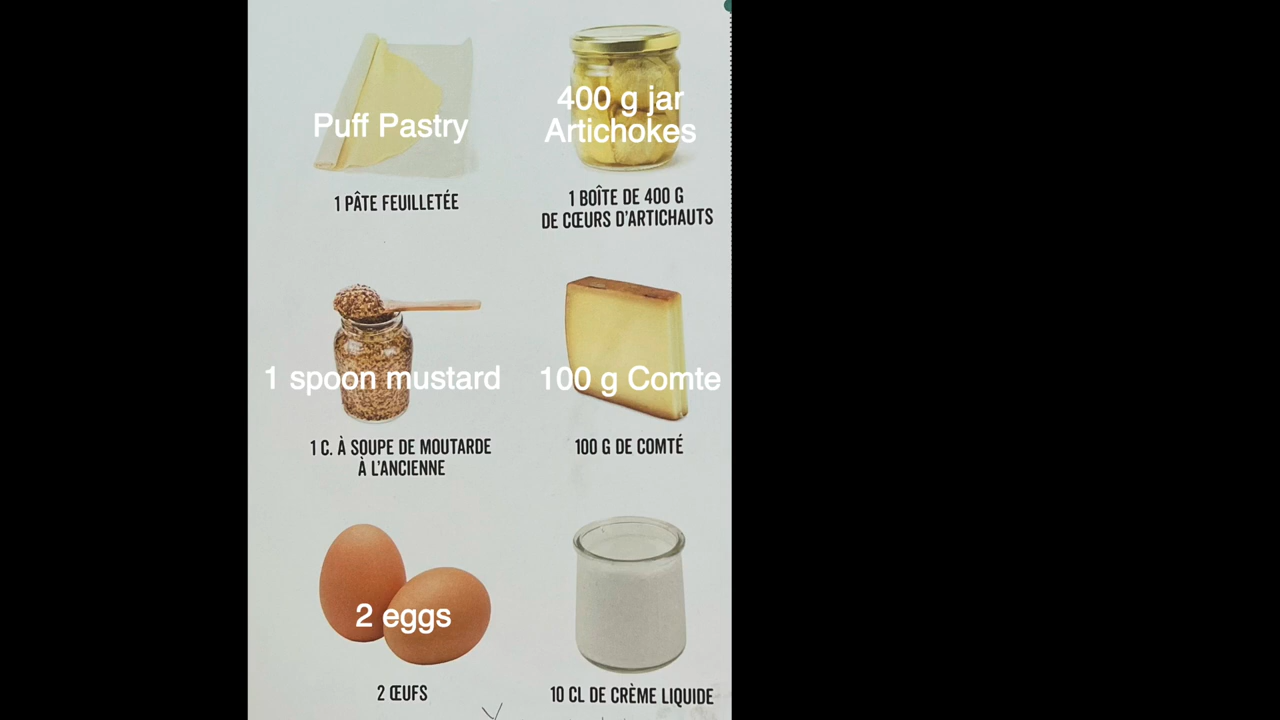 Puff Pastry
1 PÂTE FEUILLETÉE
400 g jar
Artichokes
1 BOÎTE DE 400 G
DE CŒURS D'ARTICHAUTS
1 spoon mustard
1 C. À SOUPE DE MOUTARDE
À L'ANCIENNE
100 g Comte
100 G DE COMTÉ
2 eggs
2 ŒUFS
10 CL DE CRÈME LIQUIDE